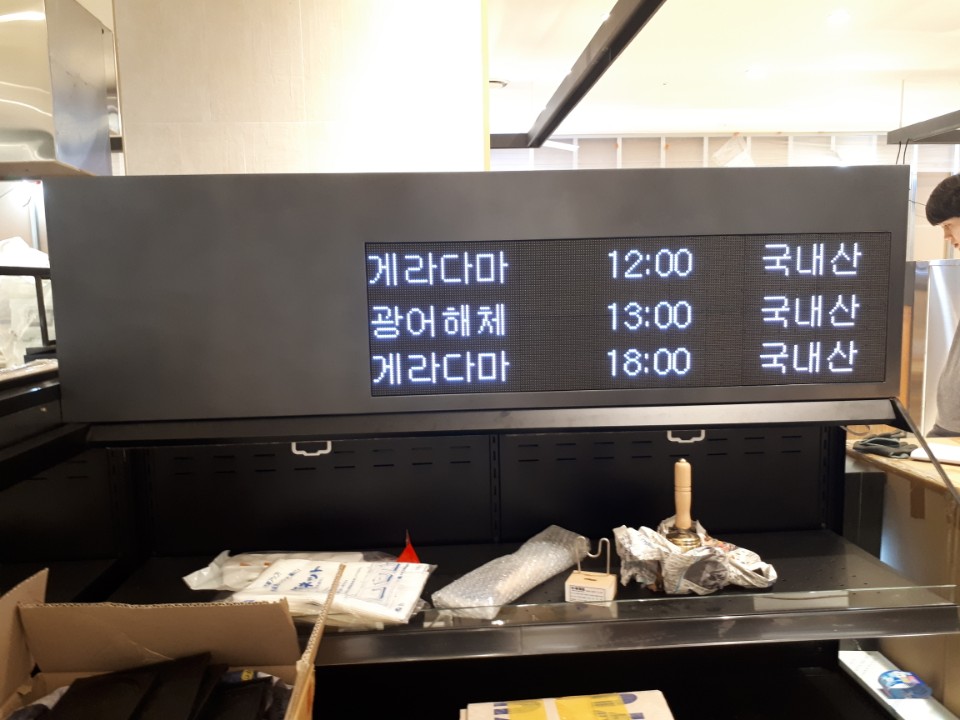 게라다마 12:00 국내산
광어해체 13:00 국내산
게라다마 18:00 국내산